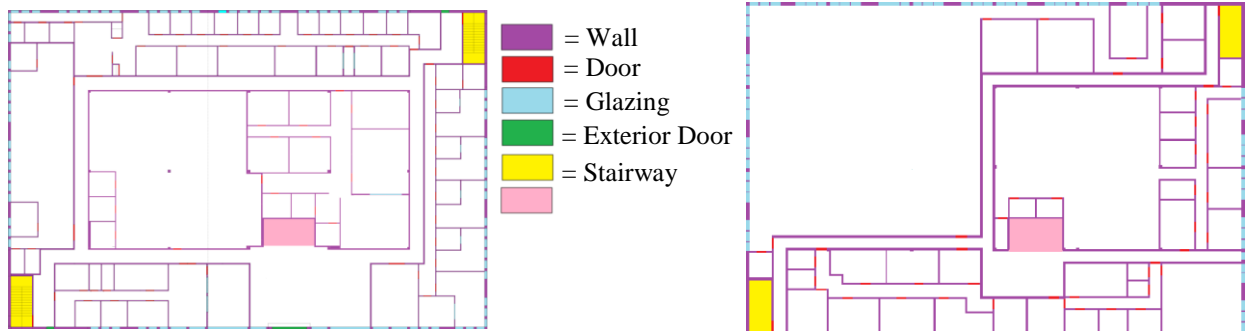 = Wall
= Door
= Glazing
= Exterior Door
= Stairway